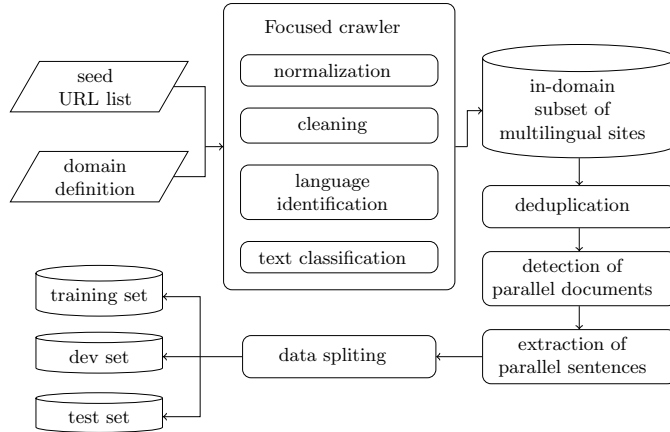 seed
URL list
domain
definition
Focused crawler
normalization
cleaning
language
identification
text classification
in-domain
subset of
multilingual sites
deduplication
detection of
parallel documents
extraction of
parallel sentences
data spliting
training set
dev set
test set